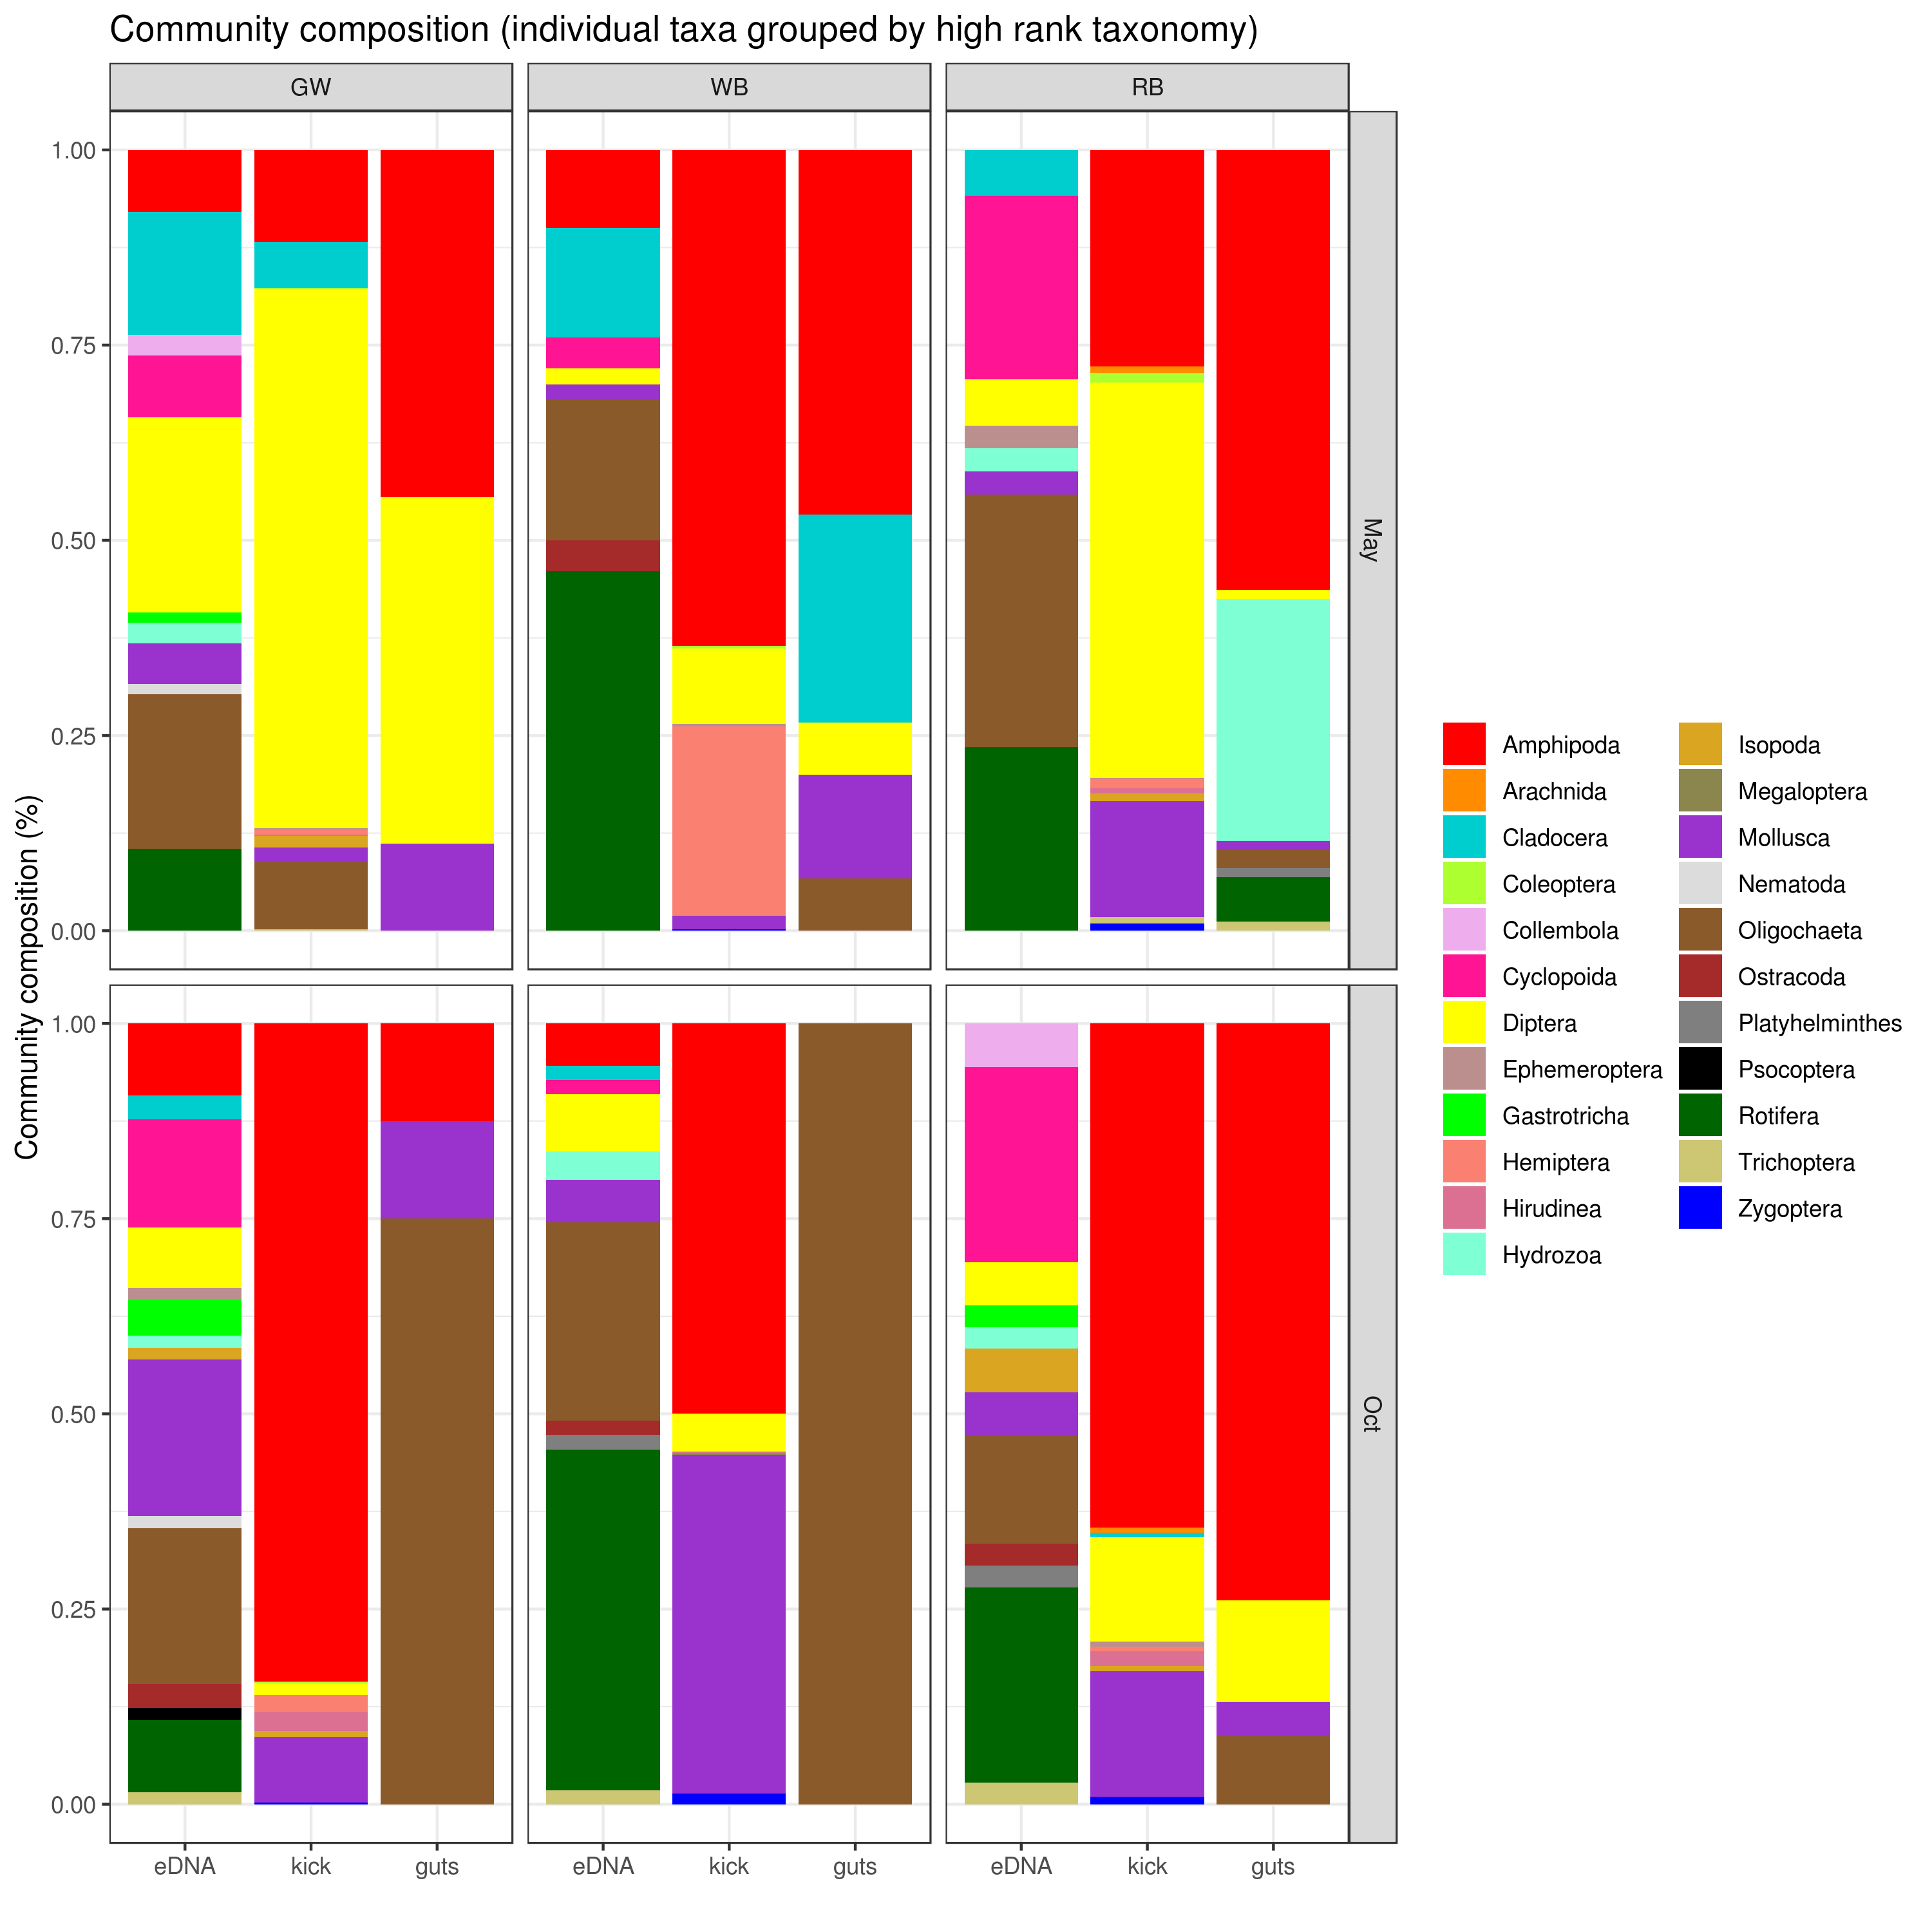 Community composition (individual taxa grouped by high rank taxonomy)
GW
WB
RB
1.00
0.75
0.50
0.25
0.00
May
1.00
0.75
0.50
0.25
0.00
Oct
Community composition (%)
eDNA
kick
guts
eDNA
kick
guts
eDNA
kick
guts
Amphipoda
Arachnida
Cladocera
Coleoptera
Collembola
Cyclopoida
Diptera
Ephemeroptera
Gastrotricha
Hemiptera
Hirudinea
Hydrozoa
Isopoda
Megaloptera
Mollusca
Nematoda
Oligochaeta
Ostracoda
Platyhelminthes
Psocoptera
Rotifera
Trichoptera
Zygoptera